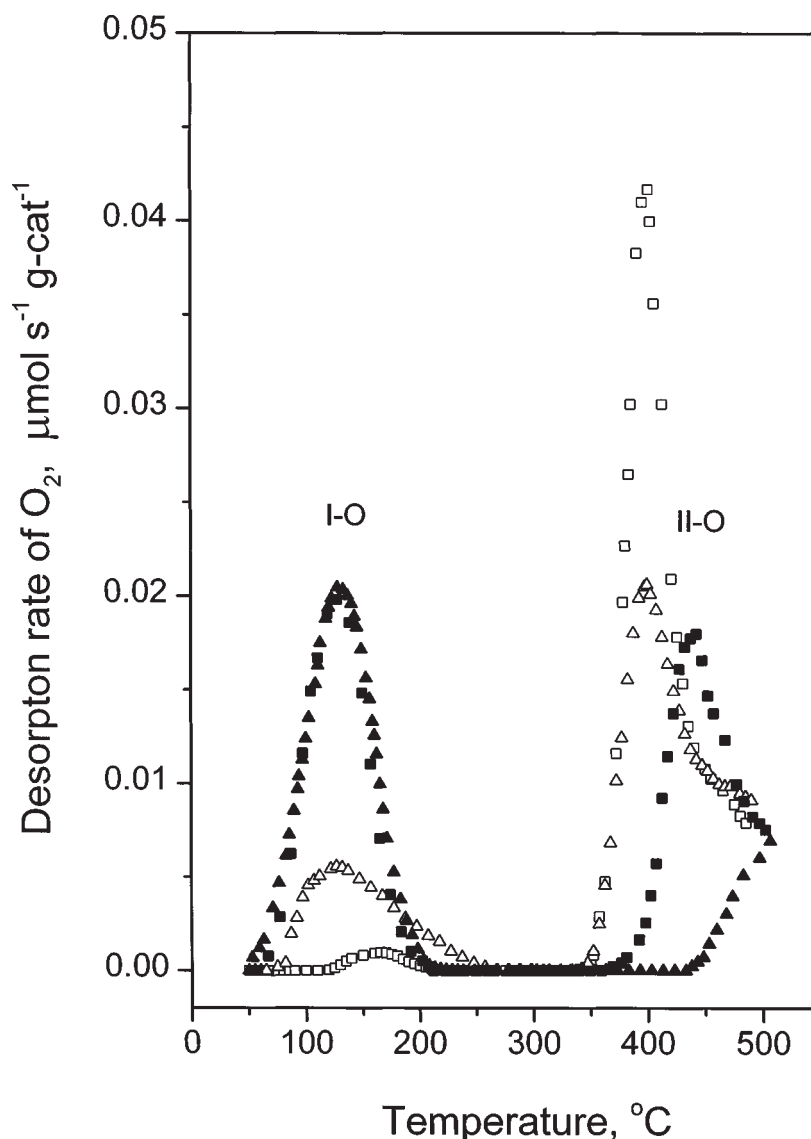 0.05
0.04
0.03
0.02
0.01
0.00
Desorpton rate of O₂, μmol s⁻¹ g-cat⁻¹
I-O
II-O
0 100 200 300 400 500
Temperature, °C